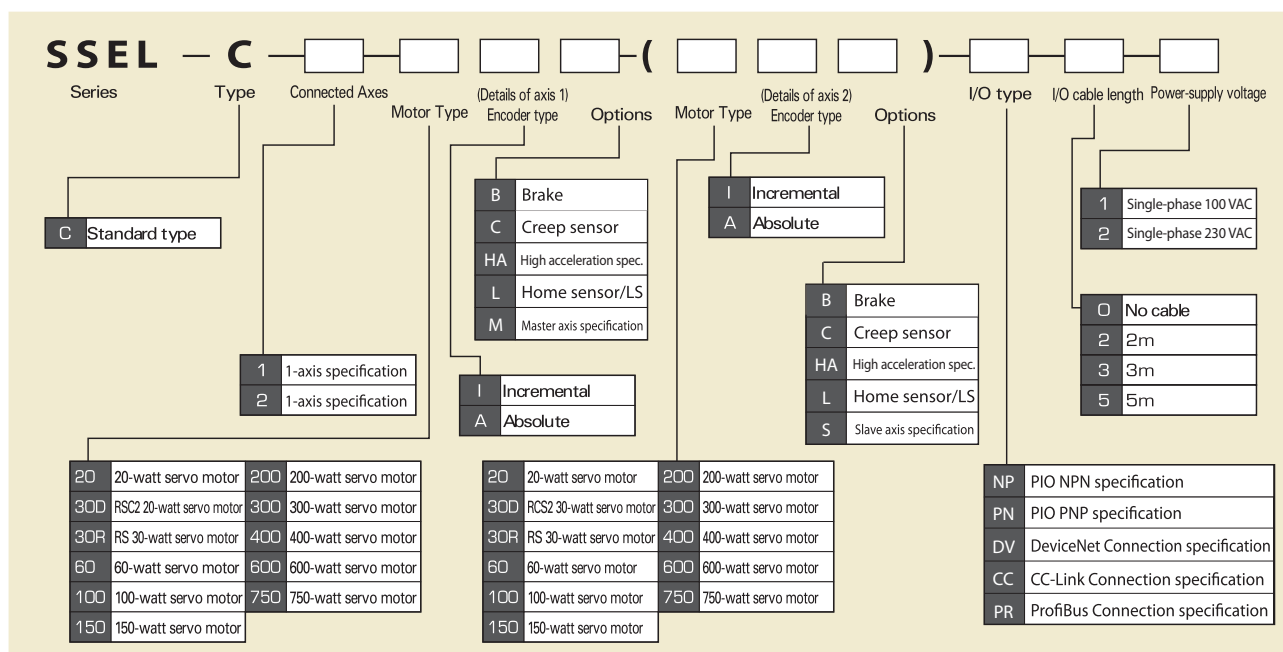 SSEL — C — — ( ) — — —
Series
Type
Connected Axes
Motor Type
(Details of axis 1)
Encoder type
Options
Motor Type
(Details of axis 2)
Encoder type
Options
I/O type
I/O cable length
Power-supply voltage
C Standard type
1 1-axis specification
2 1-axis specification
20 20-watt servo motor 200 200-watt servo motor
30D RSC2 20-watt servo motor 300 300-watt servo motor
30R RS 30-watt servo motor 400 400-watt servo motor
60 60-watt servo motor 600 600-watt servo motor
100 100-watt servo motor 750 750-watt servo motor
150 150-watt servo motor
B Brake
C Creep sensor
HA High acceleration spec.
L Home sensor/LS
M Master axis specification
I Incremental
A Absolute
20 20-watt servo motor 200 200-watt servo motor
30D RCS2 30-watt servo motor 300 300-watt servo motor
30R RS 30-watt servo motor 400 400-watt servo motor
60 60-watt servo motor 600 600-watt servo motor
100 100-watt servo motor 750 750-watt servo motor
150 150-watt servo motor
I Incremental
A Absolute
B Brake
C Creep sensor
HA High acceleration spec.
L Home sensor/LS
S Slave axis specification
NP PIO NPN specification
PN PIO PNP specification
DV DeviceNet Connection specification
CC CC-Link Connection specification
PR ProfiBus Connection specification
0 No cable
2 2m
3 3m
5 5m
1 Single-phase 100 VAC
2 Single-phase 230 VAC